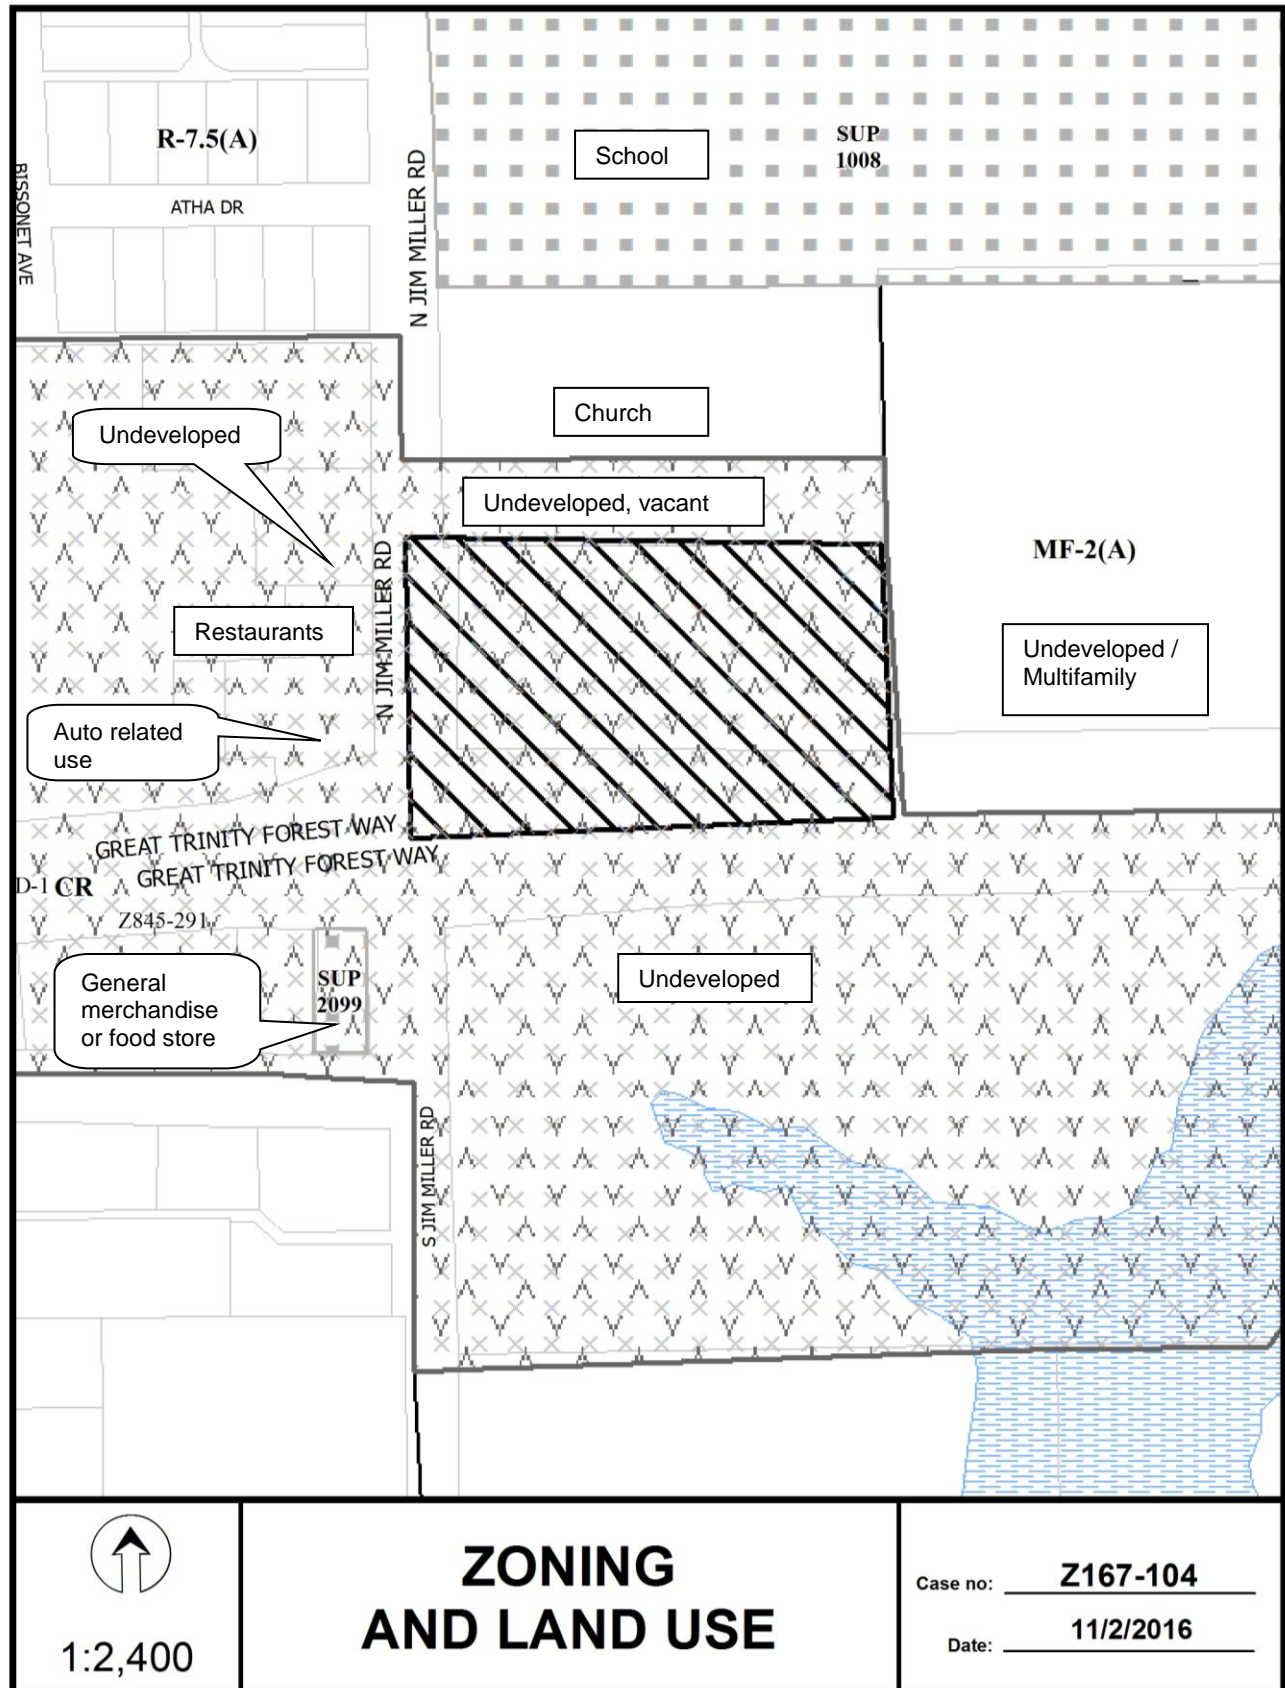 R-7.5(A)
School
SUP
1008
BISSONET AVE
ATHA DR
N JIM MILLER RD
Church
Undeveloped
Undeveloped, vacant
N JIM MILLER RD
MF-2(A)
Restaurants
Undeveloped /
Multifamily
Auto related
use
GREAT TRINITY FOREST WAY
GREAT TRINITY FOREST WAY
D-1 CR
Z845-291
General
merchandise
or food store
SUP
2099
Undeveloped
S JIM MILLER RD
1:2,400
ZONING
AND LAND USE
Case no: Z167-104
Date: 11/2/2016